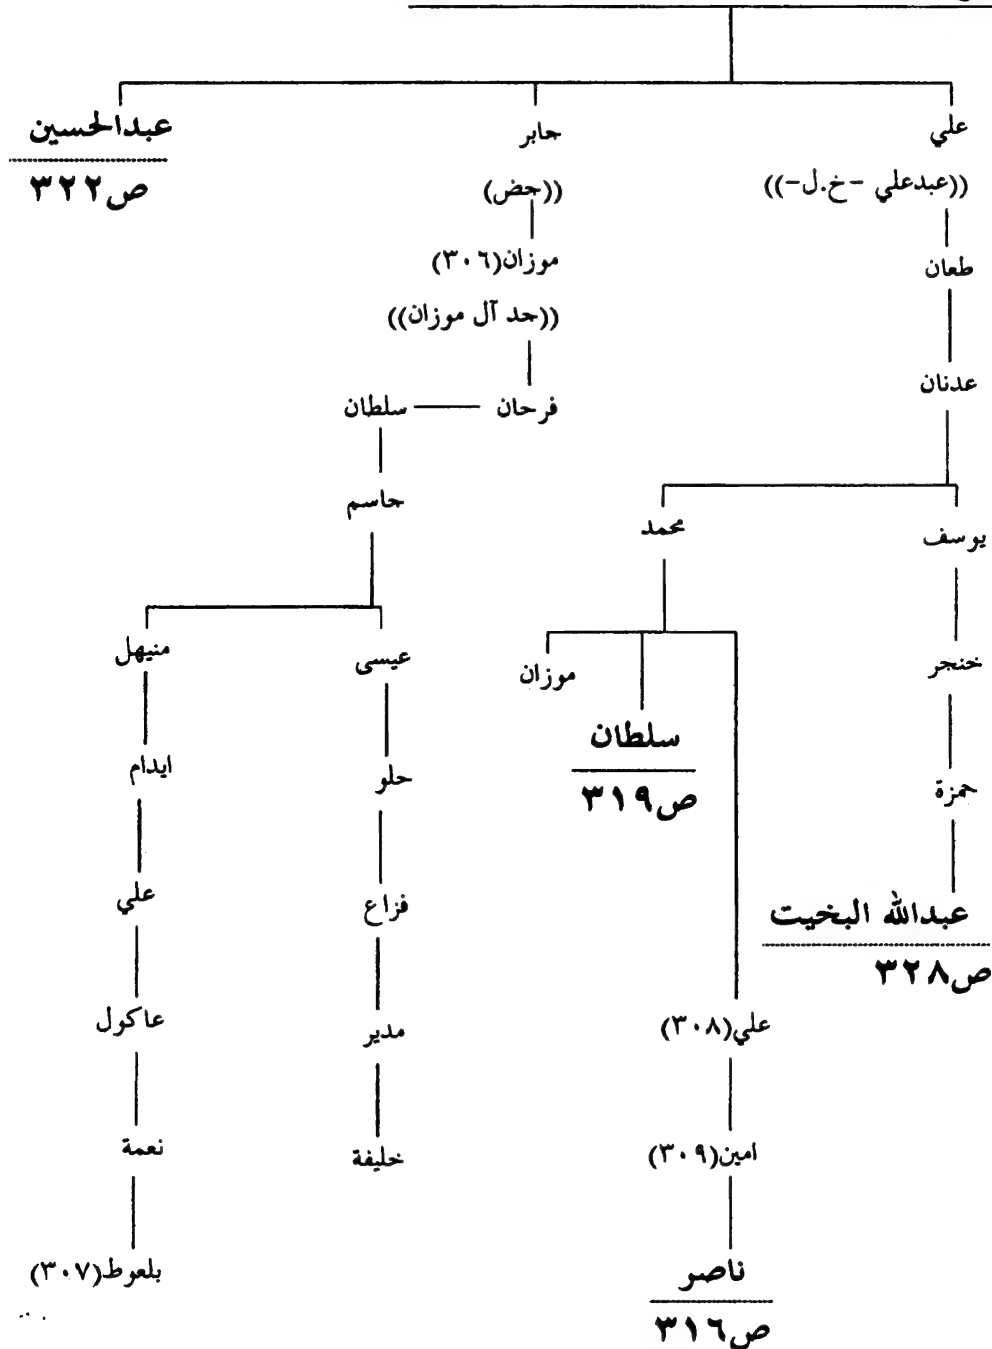 علي
((عبدعلي -خ.ل-))
طعان
عدنان
يوسف
خنجر
حمزة
عبدالله البخيت
ص٣٢٨
محمد
موزان
سلطان
ص٣١٩
علي(٣٠٨)
امين(٣٠٩)
ناصر
ص٣١٦
جابر
((جض)
موزان(٣٠٦)
((جد آل موزان))
فرحان
سلطان
جاسم
عيسى
حلو
فزاع
مدير
خليفة
منيهل
ايدام
علي
عاكول
نعمة
بلعوط(٣٠٧)
عبدالحسين
ص٣٢٢